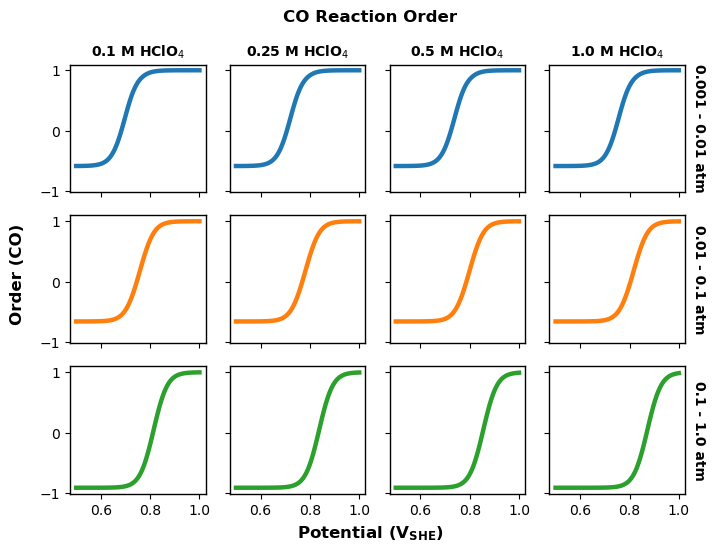 CO Reaction Order
0.1 M HClO₄ 0.25 M HClO₄ 0.5 M HClO₄ 1.0 M HClO₄
1
0
−1
0.001 - 0.01 atm
1
0
−1
0.01 - 0.1 atm
Order (CO)
1
0
−1
0.1 - 1.0 atm
0.6 0.8 1.0 0.6 0.8 1.0 0.6 0.8 1.0 0.6 0.8 1.0
Potential (V_SHE)